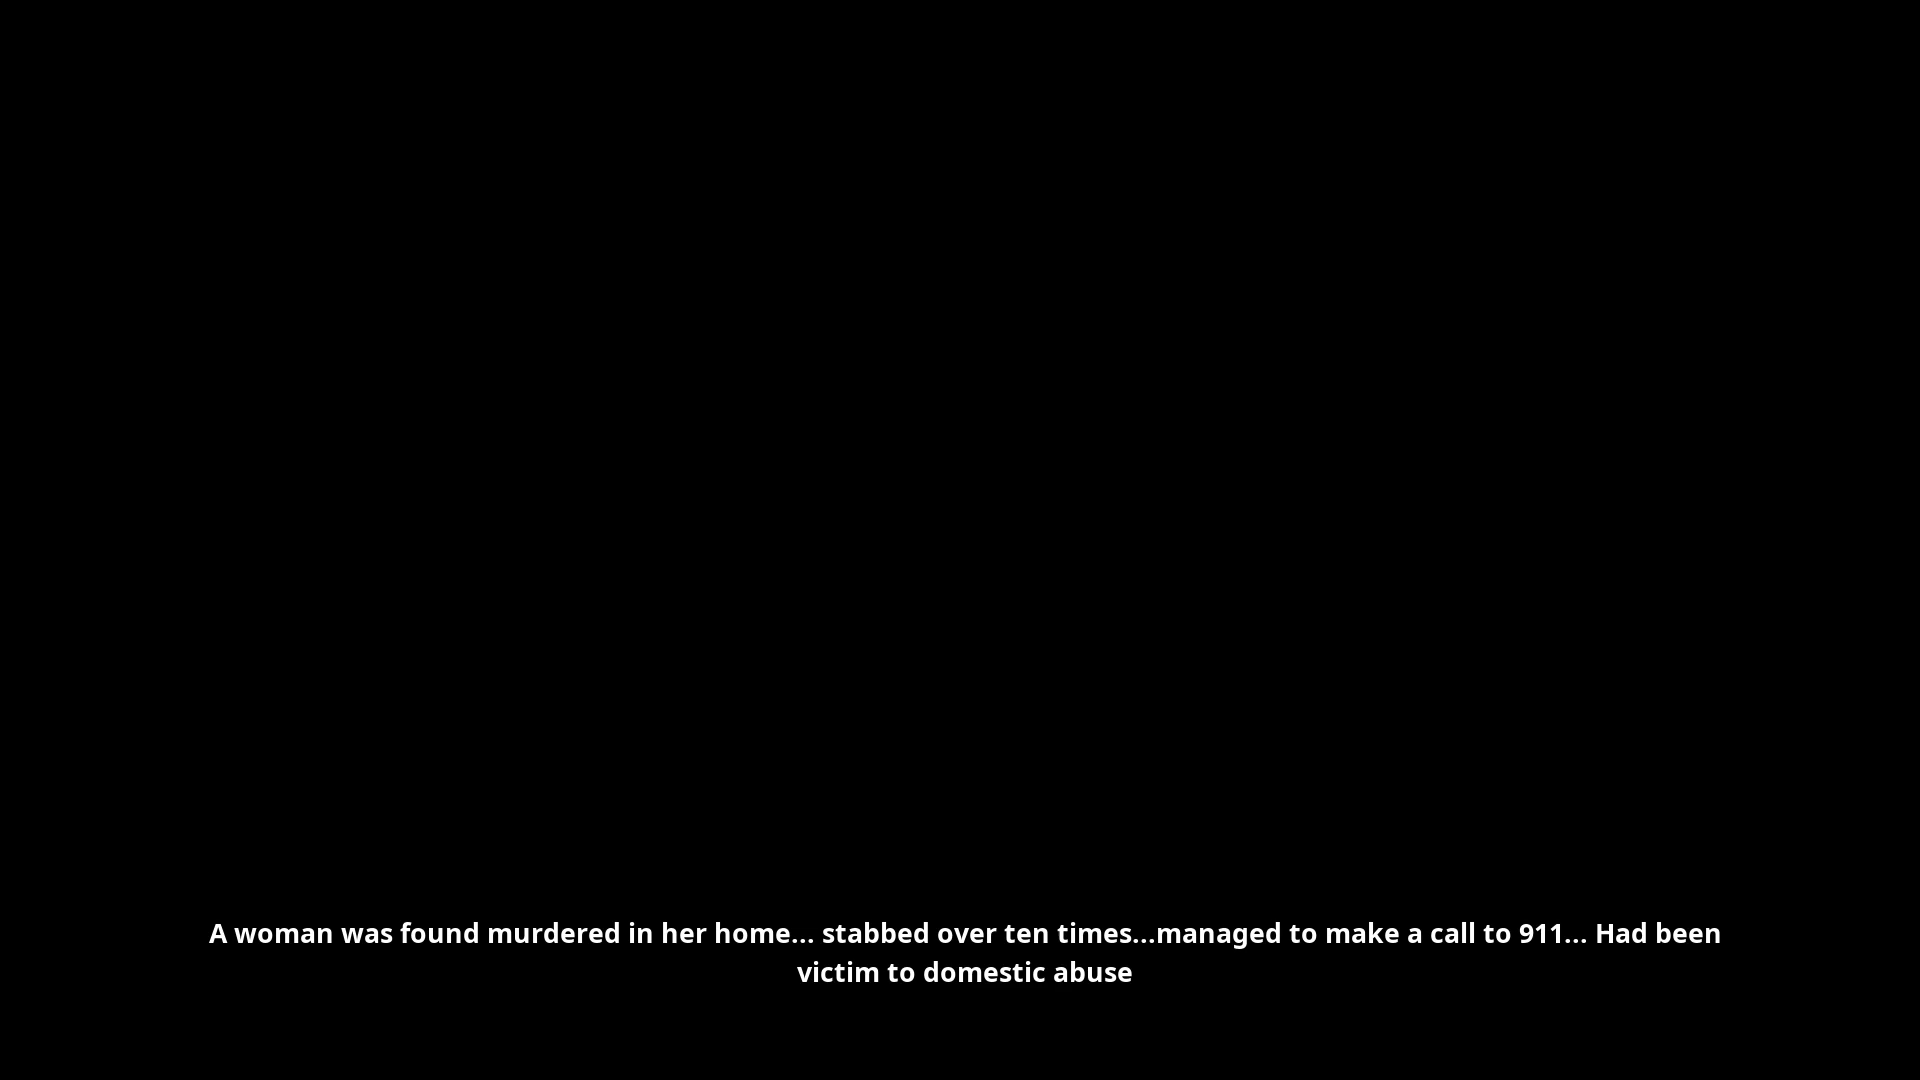 A woman was found murdered in her home... stabbed over ten times...managed to make a call to 911... Had been
victim to domestic abuse